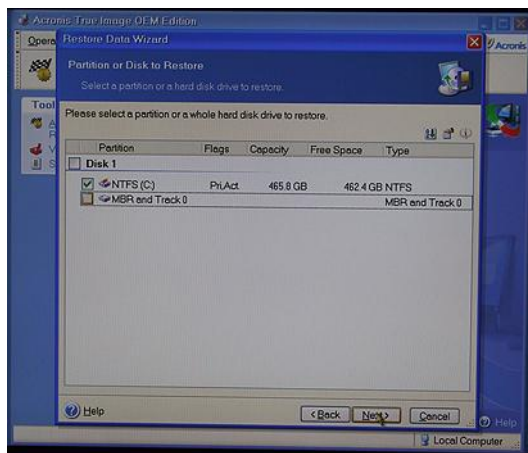 Acronis True Image OEM Edition
Opera
Restore Data Wizard
Acronis
Partition or Disk to Restore
Select a partition or a hard disk drive to restore.
Tool
Please select a partition or a whole hard disk drive to restore.
A
R
V
S
Partition Flags Capacity Free Space Type
Disk 1
NTFS (C:) Pri,Act. 465.8 GB 462.4 GB NTFS
MBR and Track 0 MBR and Track 0
Help
< Back Next > Cancel
Help
Local Computer